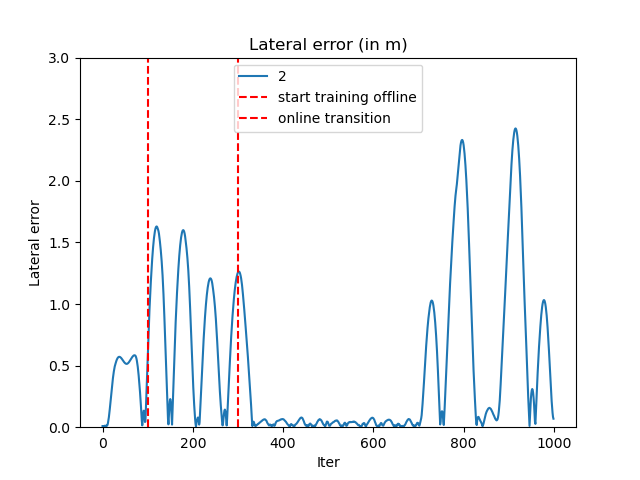 Lateral error (in m)
2
start training offline
online transition
3.0
2.5
2.0
1.5
1.0
0.5
0.0
Lateral error
0 200 400 600 800 1000
Iter